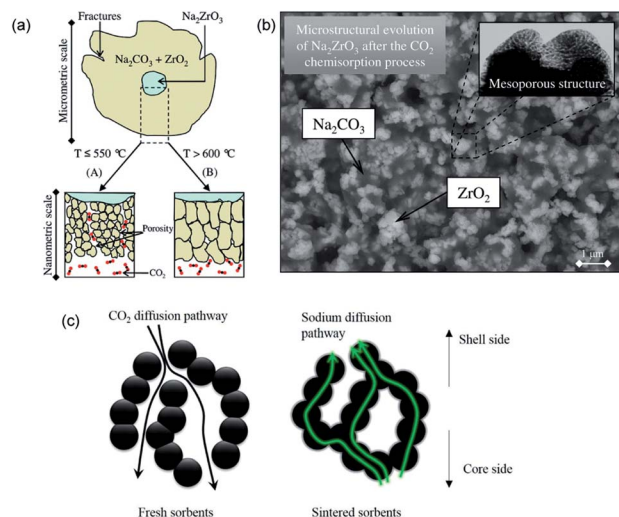 (a)
Fractures
Na₂ZrO₃
Micrometric scale
Na₂CO₃ + ZrO₂
T ≤ 550 °C
(A)
T > 600 °C
(B)
Nanometric scale
Porosity
CO₂
(b)
Microstructural evolution
of Na₂ZrO₃ after the CO₂
chemisorption process
Mesoporous structure
Na₂CO₃
ZrO₂
1 μm
(c)
CO₂ diffusion pathway
Fresh sorbents
Sodium diffusion
pathway
Sintered sorbents
Shell side
Core side